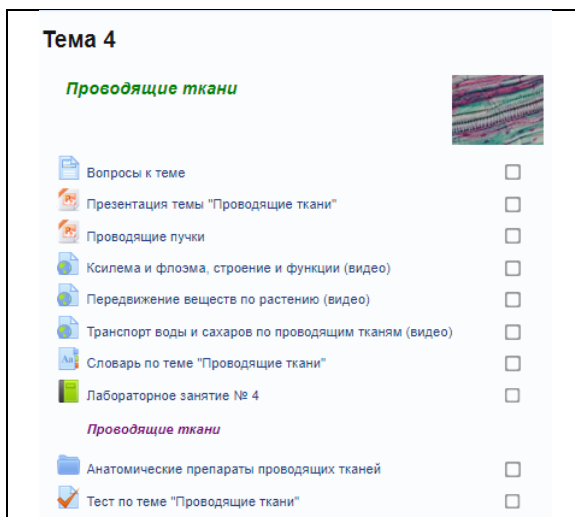 Тема 4
Проводящие ткани
Вопросы к теме
Презентация темы "Проводящие ткани"
Проводящие пучки
Ксилема и флоэма, строение и функции (видео)
Передвижение веществ по растению (видео)
Транспорт воды и сахаров по проводящим тканям (видео)
Словарь по теме "Проводящие ткани"
Лабораторное занятие № 4
Проводящие ткани
Анатомические препараты проводящих тканей
Тест по теме "Проводящие ткани"